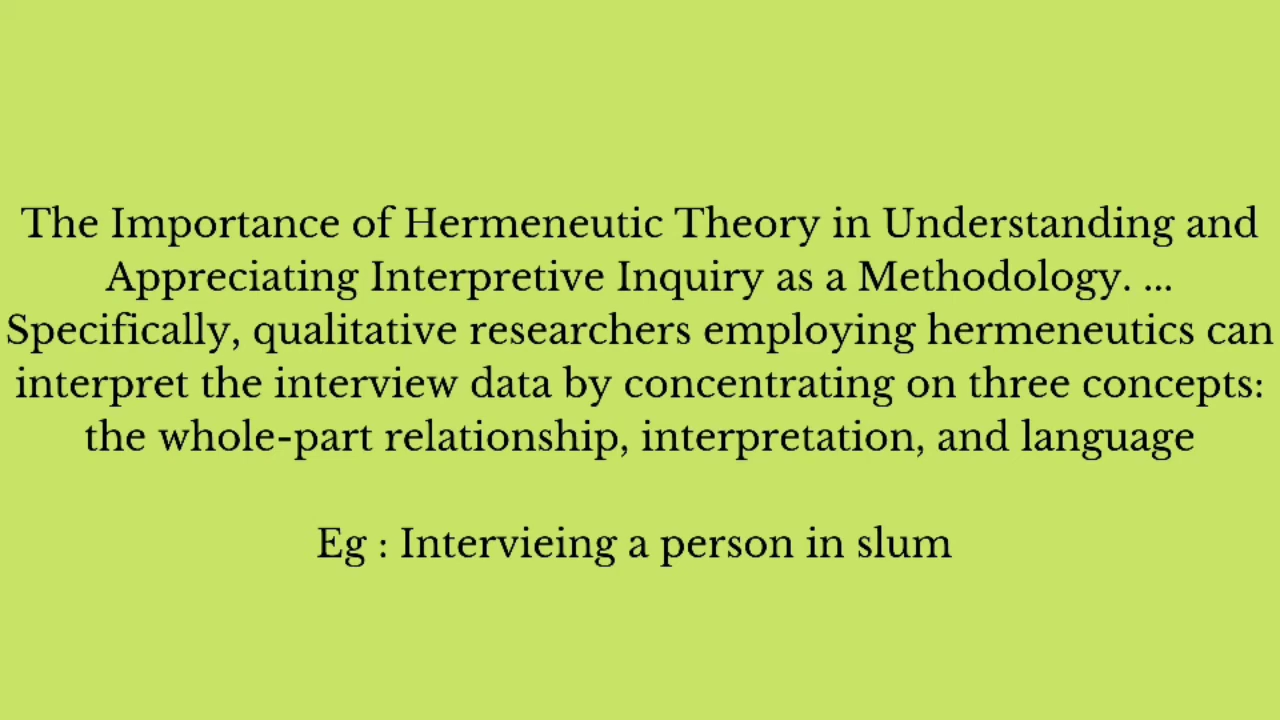 The Importance of Hermeneutic Theory in Understanding and
Appreciating Interpretive Inquiry as a Methodology. ...
Specifically, qualitative researchers employing hermeneutics can
interpret the interview data by concentrating on three concepts:
the whole-part relationship, interpretation, and language
Eg : Intervieing a person in slum